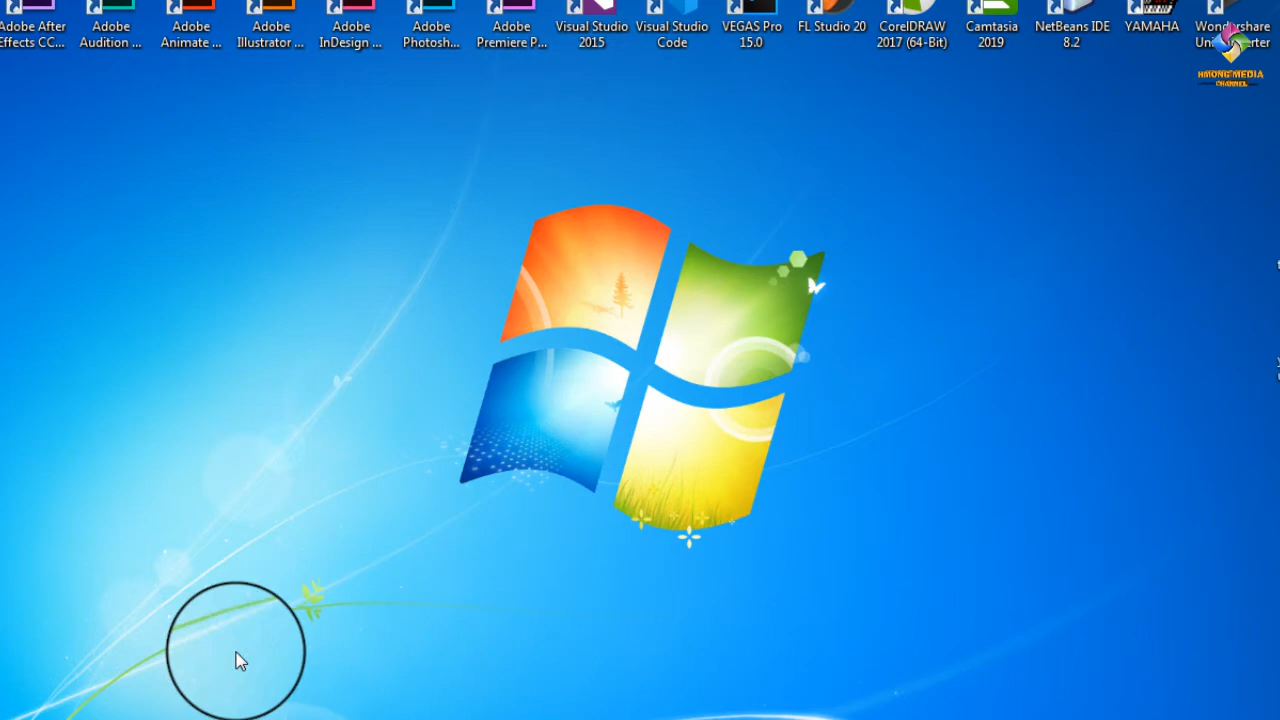 Adobe After
Effects CC...
Adobe
Audition ...
Adobe
Animate ...
Adobe
Illustrator ...
Adobe
InDesign ...
Adobe
Photosh...
Adobe
Premiere P...
Visual Studio
2015
Visual Studio
Code
VEGAS Pro
15.0
FL Studio 20
CorelDRAW
2017 (64-Bit)
Camtasia
2019
NetBeans IDE
8.2
YAMAHA
Wondershare
HMONG MEDIA
CHANNEL